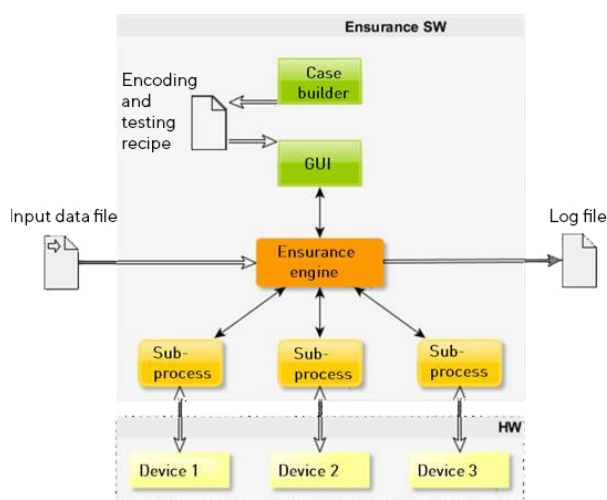 Ensurance SW
Case
builder
Encoding
and
testing
recipe
GUI
Input data file
Log file
Ensurance
engine
Sub-
process
Sub-
process
Sub-
process
HW
Device 1
Device 2
Device 3